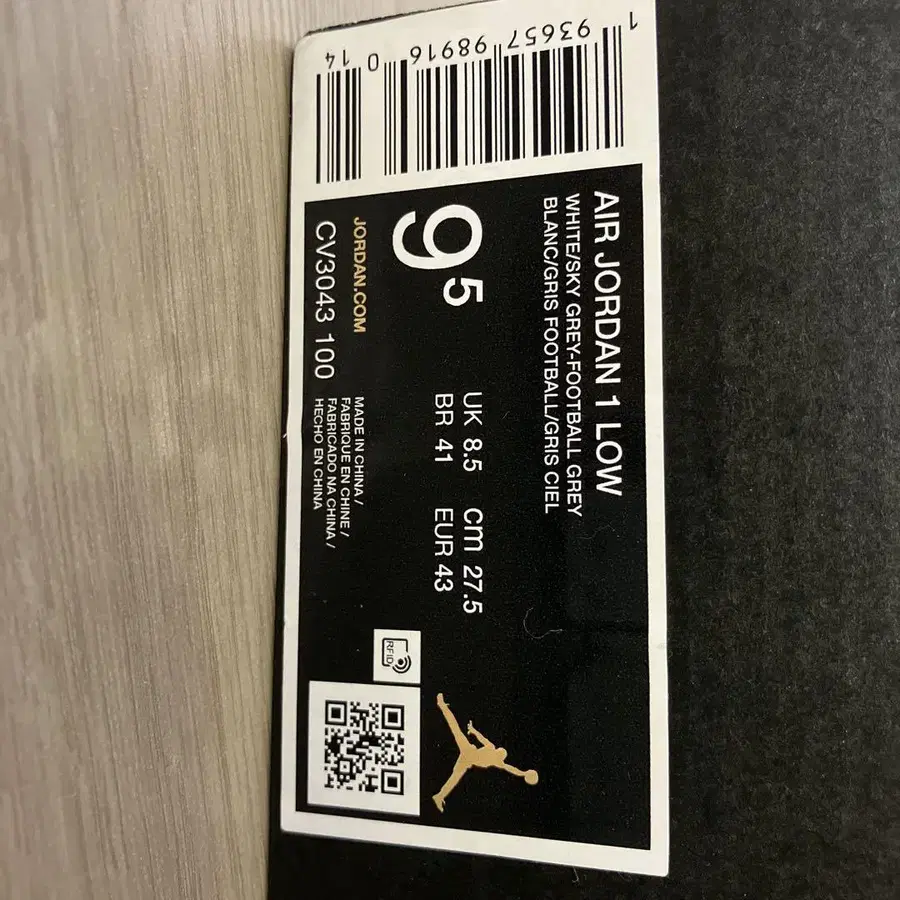 1 93657 98916 0 14
AIR JORDAN 1 LOW
WHITE/SKY GREY-FOOTBALL GREY
BLANC/GRIS FOOTBALL/GRIS CIEL
9 5
UK 8.5 cm 27.5
BR 41 EUR 43
JORDAN.COM
CV3043 100
MADE IN CHINA /
FABRIQUE EN CHINE /
FABRICADO NA CHINA /
HECHO EN CHINA
RFID